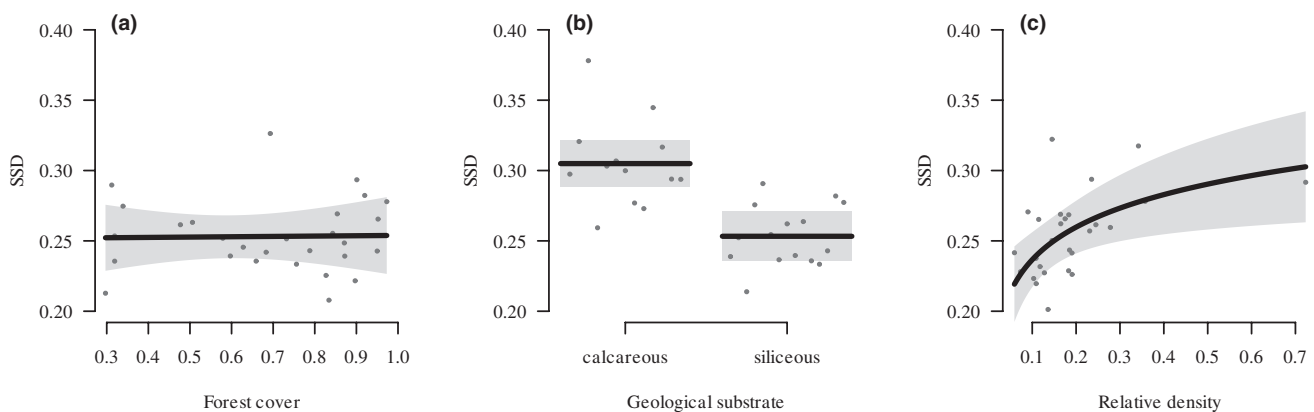 (a)
0.40
0.35
0.30
0.25
0.20
SSD
0.3 0.4 0.5 0.6 0.7 0.8 0.9 1.0
Forest cover
(b)
0.40
0.35
0.30
0.25
0.20
SSD
calcareous siliceous
Geological substrate
(c)
0.40
0.35
0.30
0.25
0.20
SSD
0.1 0.2 0.3 0.4 0.5 0.6 0.7
Relative density